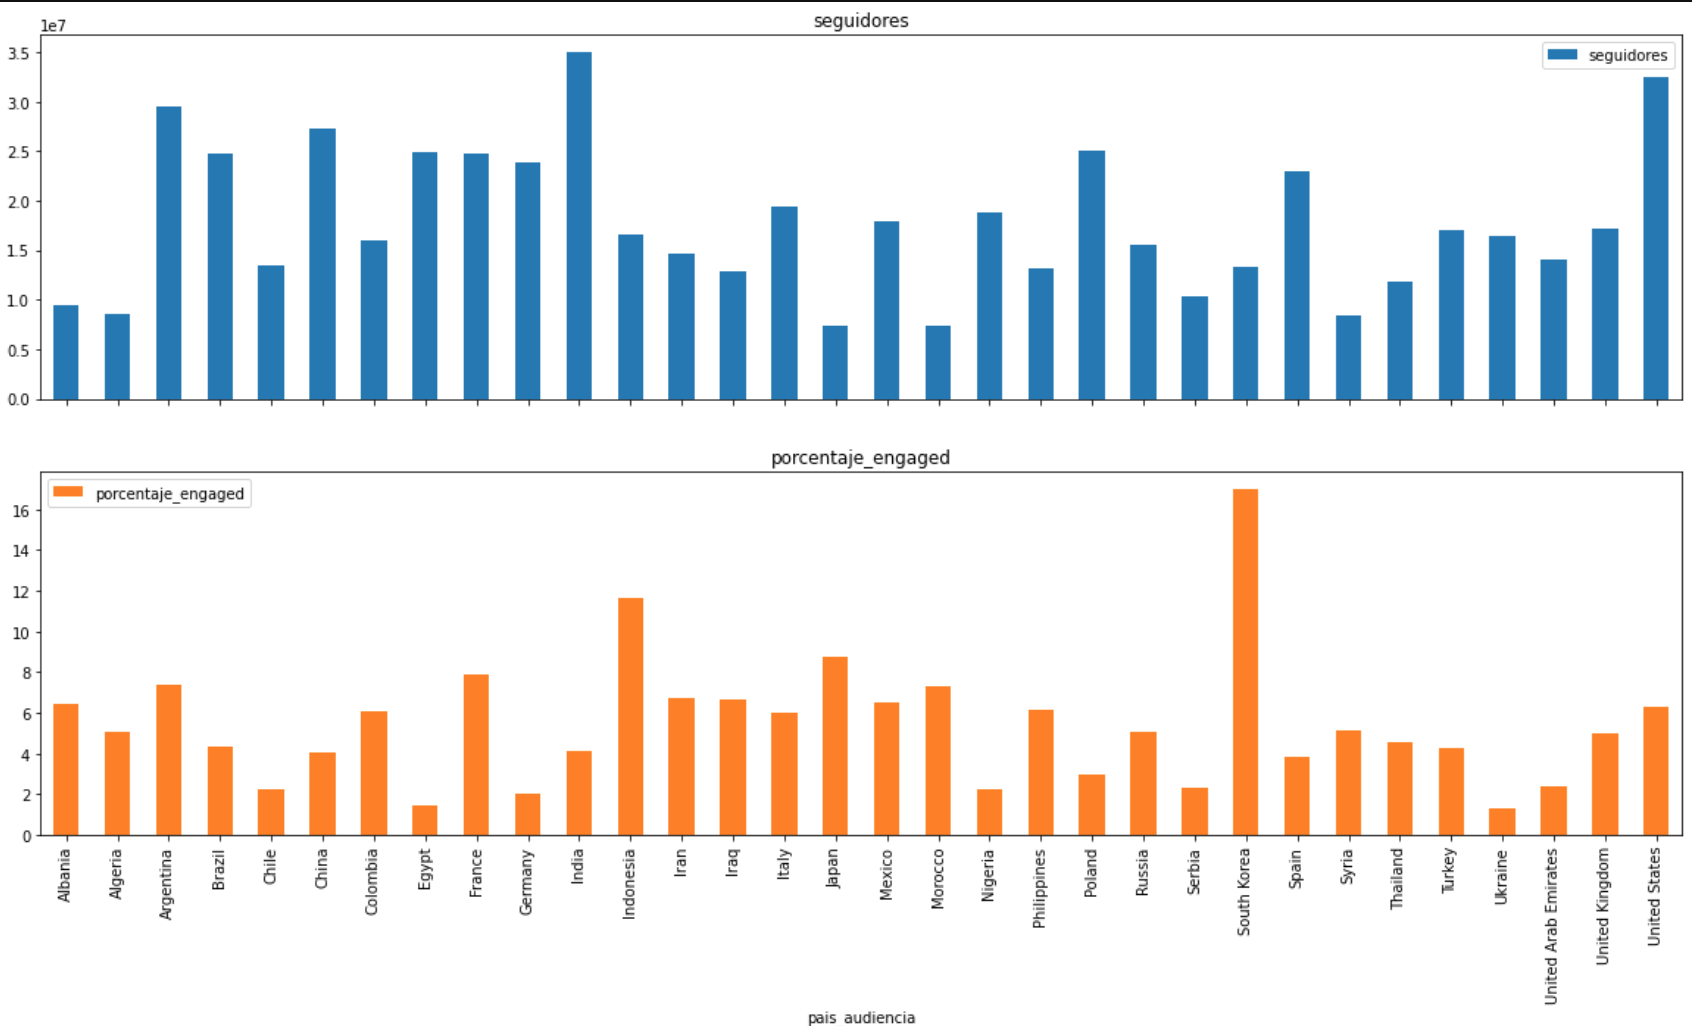 seguidores
1e7
seguidores
3.5
3.0
2.5
2.0
1.5
1.0
0.5
0.0
porcentaje_engaged
porcentaje_engaged
16
14
12
10
8
6
4
2
0
Albania
Algeria
Argentina
Brazil
Chile
China
Colombia
Egypt
France
Germany
India
Indonesia
Iran
Iraq
Italy
Japan
Mexico
Morocco
Nigeria
Philippines
Poland
Russia
Serbia
South Korea
Spain
Syria
Thailand
Turkey
Ukraine
United Arab Emirates
United Kingdom
United States
pais_audiencia